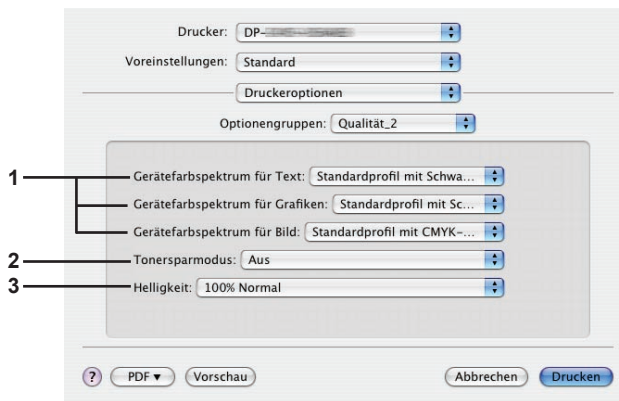 Drucker: DP-
Voreinstellungen: Standard
Druckeroptionen
Optionengruppen: Qualität_2
1 Gerätefarbspektrum für Text: Standardprofil mit Schwa...
Gerätefarbspektrum für Grafiken: Standardprofil mit Sc...
Gerätefarbspektrum für Bild: Standardprofil mit CMYK-...
2 Tonersparmodus: Aus
3 Helligkeit: 100% Normal
? PDF ▼ Vorschau Abbrechen Drucken